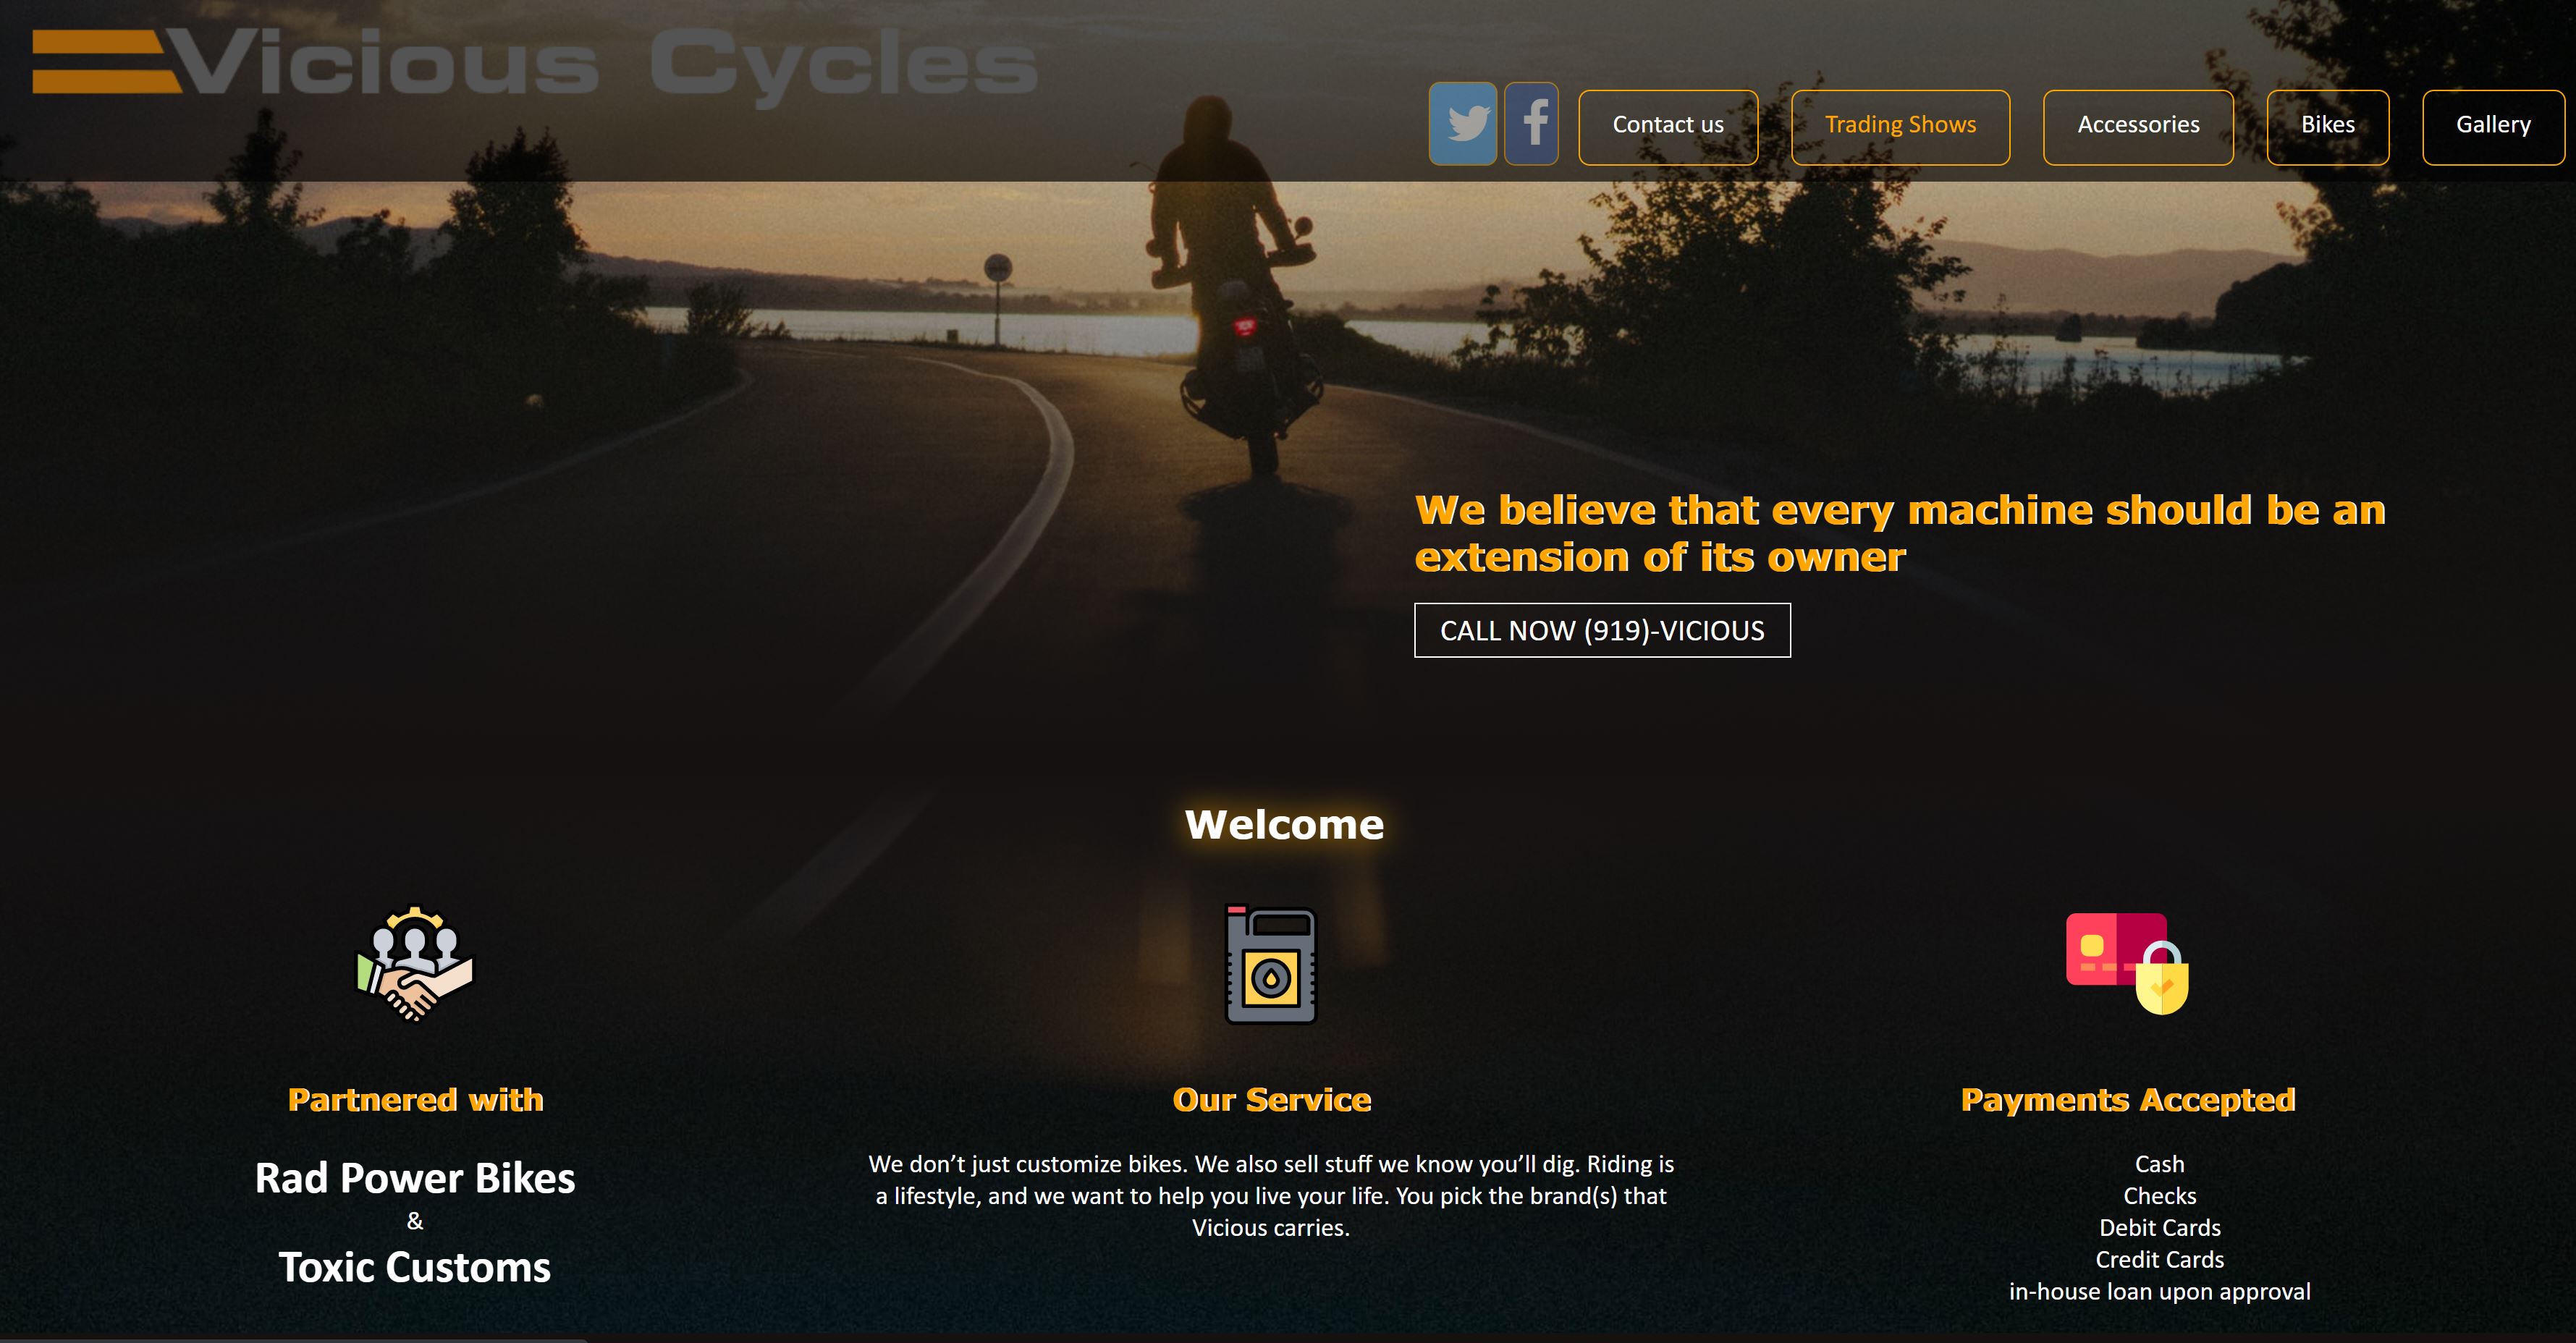 Vicious Cycles
Contact us
Trading Shows
Accessories
Bikes
Gallery
We believe that every machine should be an
extension of its owner
CALL NOW (919)-VICIOUS
Welcome
Partnered with
Rad Power Bikes
&
Toxic Customs
Our Service
We don’t just customize bikes. We also sell stuff we know you’ll dig. Riding is
a lifestyle, and we want to help you live your life. You pick the brand(s) that
Vicious carries.
Payments Accepted
Cash
Checks
Debit Cards
Credit Cards
in-house loan upon approval